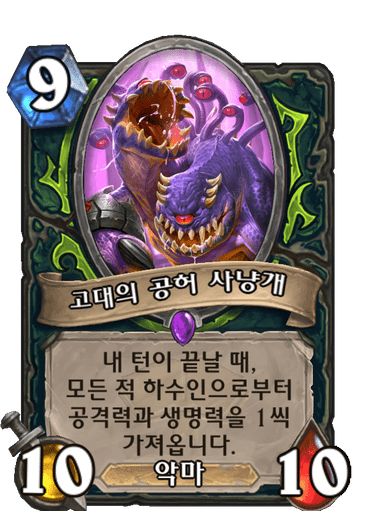 9
고대의 공허 사냥개
내 턴이 끝날 때,
모든 적 하수인으로부터
공격력과 생명력을 1씩
가져옵니다.
10
악마
10